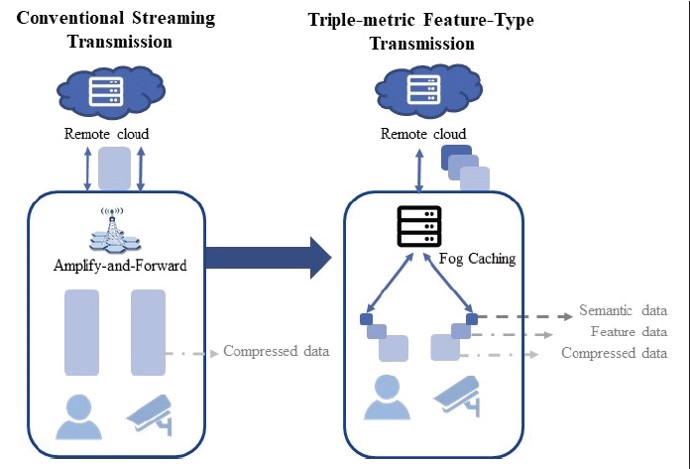 Conventional Streaming
Transmission
Remote cloud
Amplify-and-Forward
Compressed data
Triple-metric Feature-Type
Transmission
Remote cloud
Fog Caching
Semantic data
Feature data
Compressed data